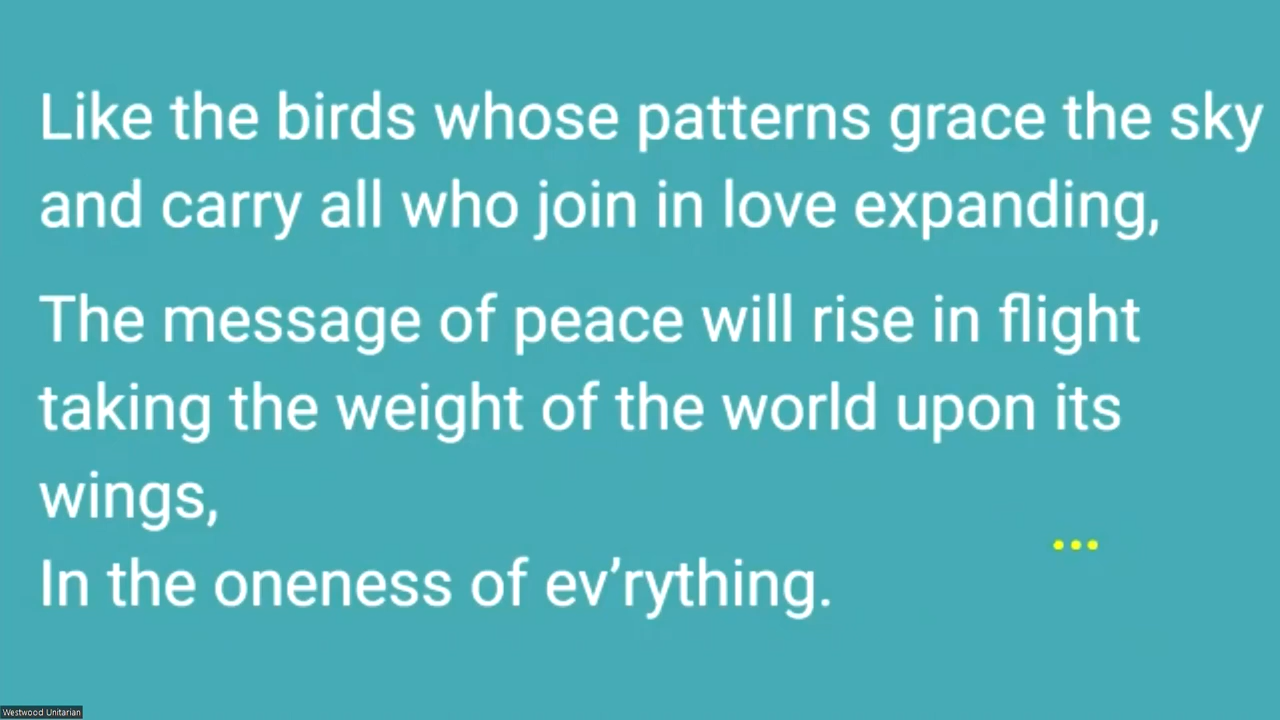 Like the birds whose patterns grace the sky
and carry all who join in love expanding,
The message of peace will rise in flight
taking the weight of the world upon its
wings,
...
In the oneness of ev’rything.
Westwood Unitarian